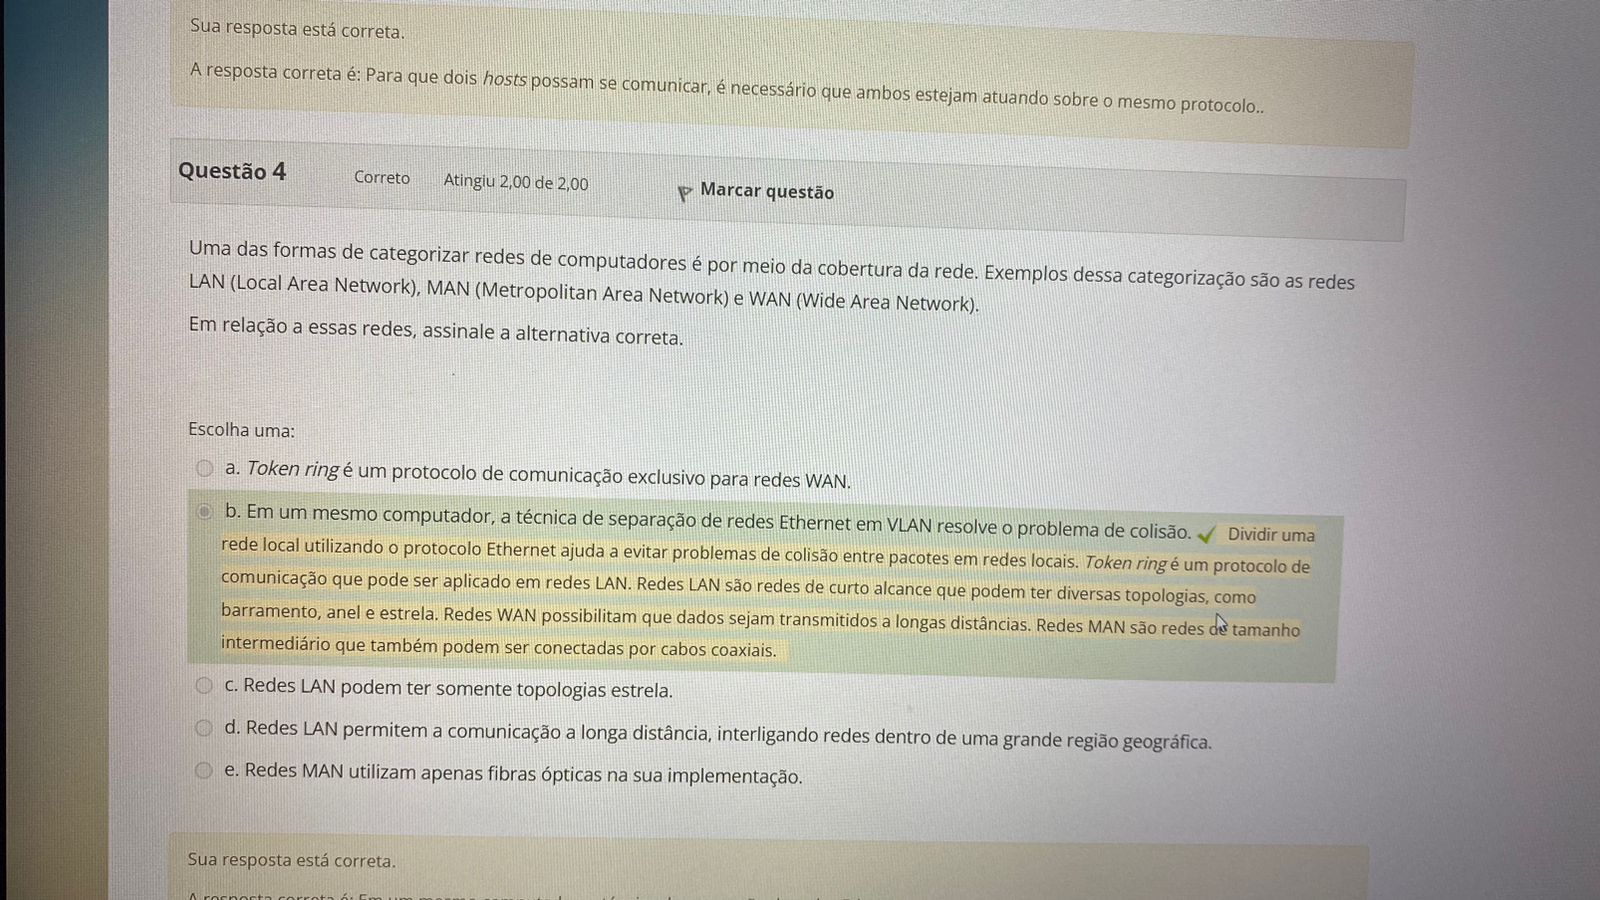 Sua resposta está correta.
A resposta correta é: Para que dois hosts possam se comunicar, é necessário que ambos estejam atuando sobre o mesmo protocolo..
Questão 4
Correto
Atingiu 2,00 de 2,00
Marcar questão
Uma das formas de categorizar redes de computadores é por meio da cobertura da rede. Exemplos dessa categorização são as redes
LAN (Local Area Network), MAN (Metropolitan Area Network) e WAN (Wide Area Network).
Em relação a essas redes, assinale a alternativa correta.
Escolha uma:
a. Token ring é um protocolo de comunicação exclusivo para redes WAN.
b. Em um mesmo computador, a técnica de separação de redes Ethernet em VLAN resolve o problema de colisão. Dividir uma
rede local utilizando o protocolo Ethernet ajuda a evitar problemas de colisão entre pacotes em redes locais. Token ring é um protocolo de
comunicação que pode ser aplicado em redes LAN. Redes LAN são redes de curto alcance que podem ter diversas topologias, como
barramento, anel e estrela. Redes WAN possibilitam que dados sejam transmitidos a longas distâncias. Redes MAN são redes de tamanho
intermediário que também podem ser conectadas por cabos coaxiais.
c. Redes LAN podem ter somente topologias estrela.
d. Redes LAN permitem a comunicação a longa distância, interligando redes dentro de uma grande região geográfica.
e. Redes MAN utilizam apenas fibras ópticas na sua implementação.
Sua resposta está correta.
A resposta correta é: Em um mesmo